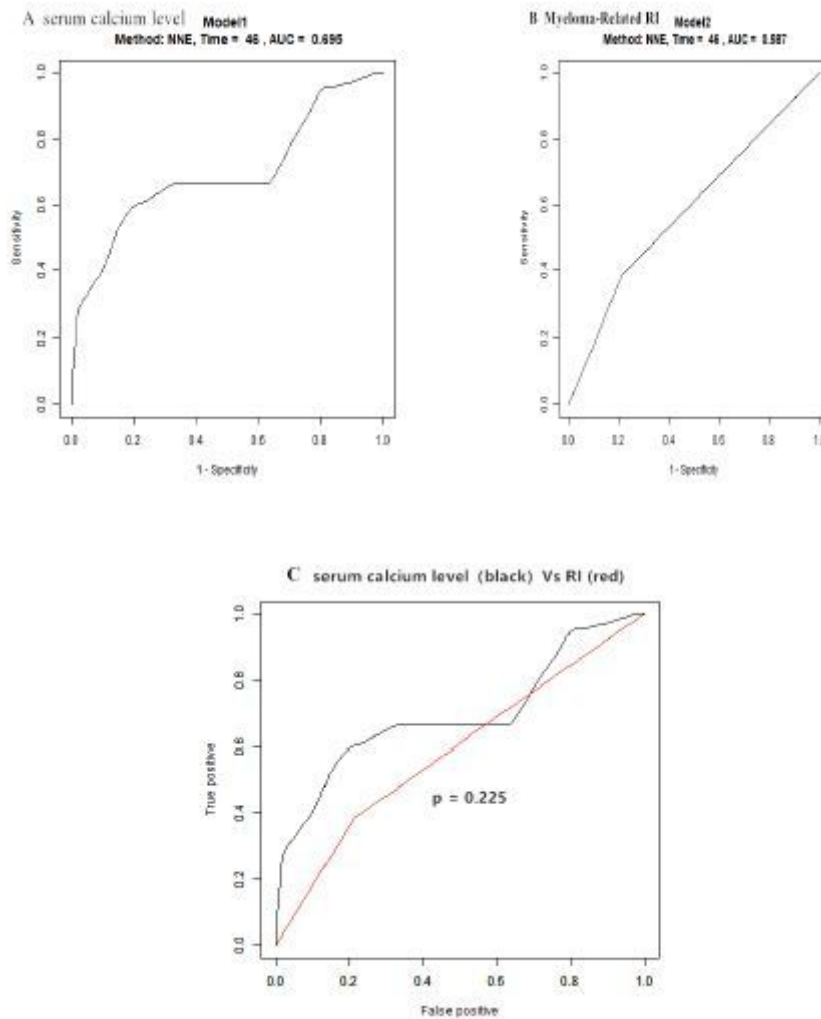 A serum calcium level Model1
Method: NNE, Time = 46 , AUC = 0.695
Sensitivity
0.0 0.2 0.4 0.6 0.8 1.0
0.0 0.2 0.4 0.6 0.8 1.0
1 - Specificity
B Myeloma-Related RI Model2
Method: NNE, Time = 46 , AUC = 0.587
Sensitivity
0.0 0.2 0.4 0.6 0.8 1.0
0.0 0.2 0.4 0.6 0.8 1.0
1 - Specificity
C serum calcium level (black) Vs RI (red)
True positive
0.0 0.2 0.4 0.6 0.8 1.0
p = 0.225
0.0 0.2 0.4 0.6 0.8 1.0
False positive